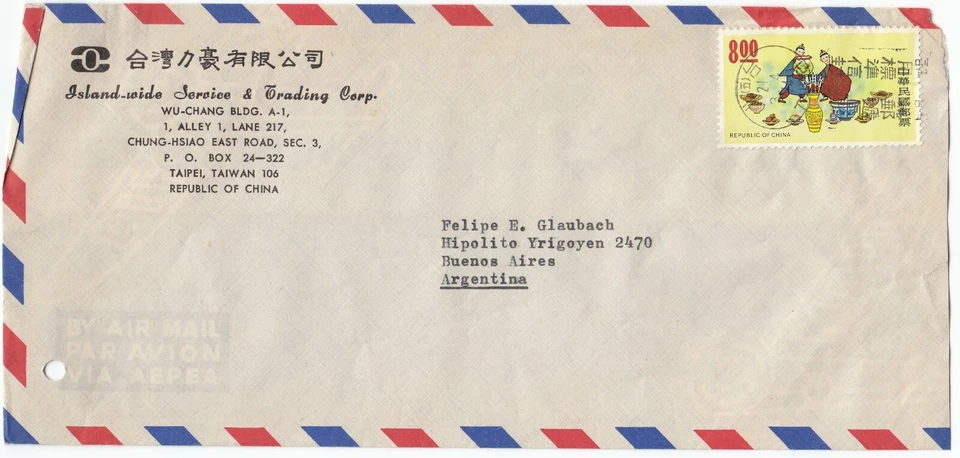 台灣力豪有限公司
Island-wide Service & Trading Corp.
WU-CHANG BLDG. A-1,
1, ALLEY 1, LANE 217,
CHUNG-HSIAO EAST ROAD, SEC. 3,
P. O. BOX 24—322
TAIPEI, TAIWAN 106
REPUBLIC OF CHINA
8.00
REPUBLIC OF CHINA
Felipe E. Glaubach
Hipolito Yrigoyen 2470
Buenos Aires
Argentina
BY AIR MAIL
PAR AVION
VIA AEREA